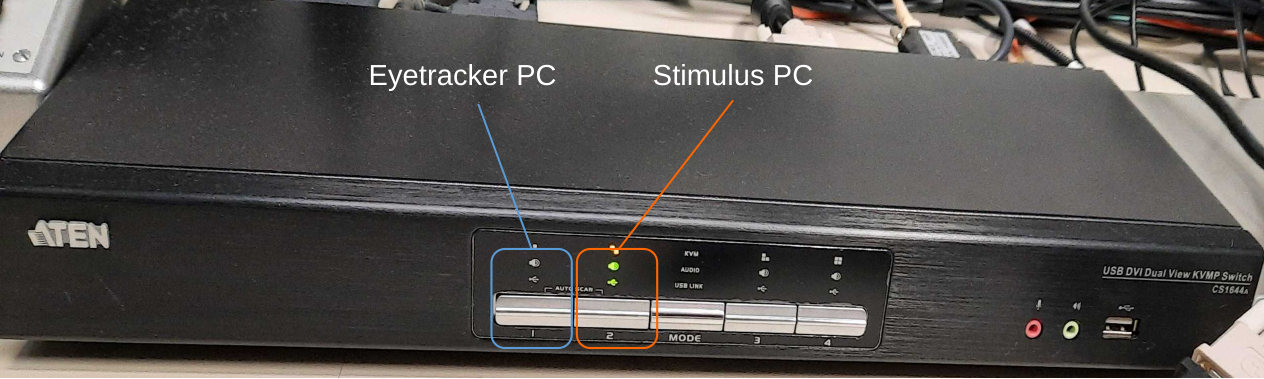 Eyetracker PC
Stimulus PC
ATEN
KVM
AUDIO
USB LINK
AUTO SCAN
1
2
MODE
3
4
USB DVI Dual View KVMP Switch
CS1644A